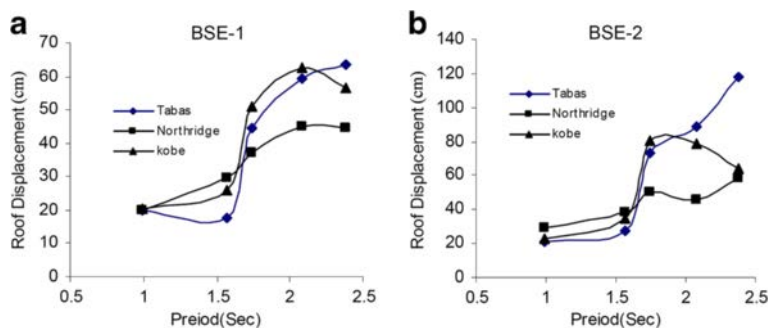 a
BSE-1
Roof Displacement (cm)
70
60
50
40
30
20
10
0
Tabas
Northridge
kobe
0.5
1
1.5
2
2.5
Preiod(Sec)
b
BSE-2
Roof Displacement (cm)
140
120
100
80
60
40
20
0
Tabas
Northridge
kobe
0.5
1
1.5
2
2.5
Preiod(Sec)